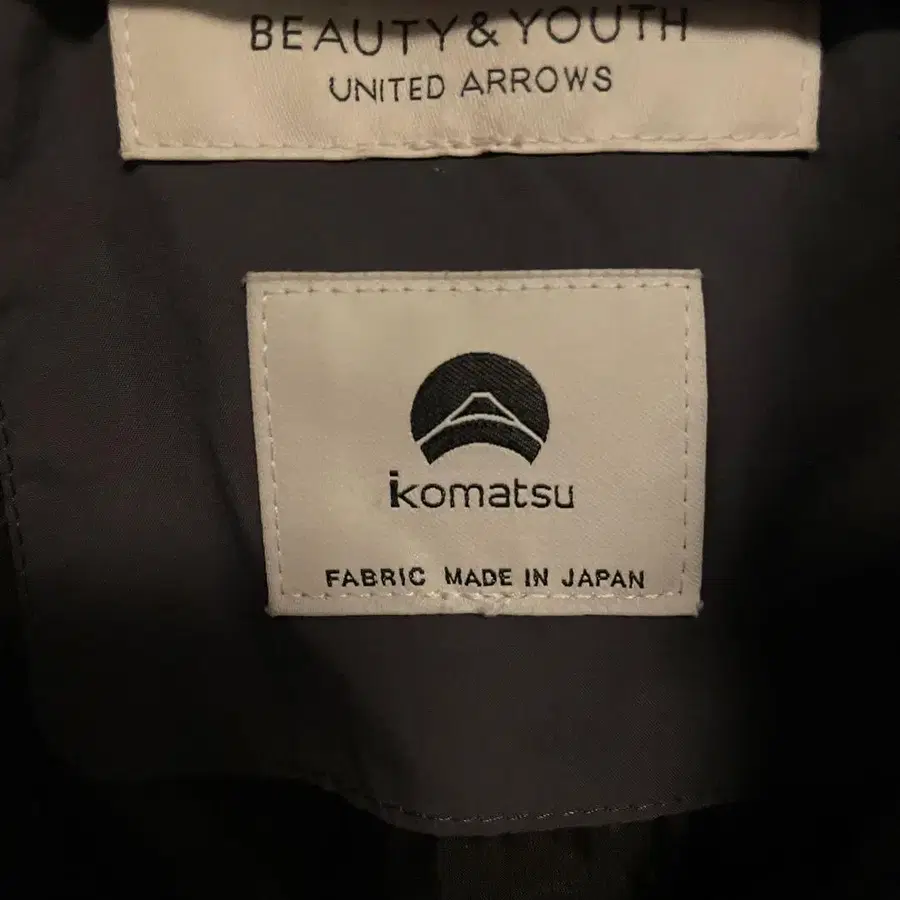 BEAUTY&YOUTH
UNITED ARROWS
komatsu
FABRIC MADE IN JAPAN